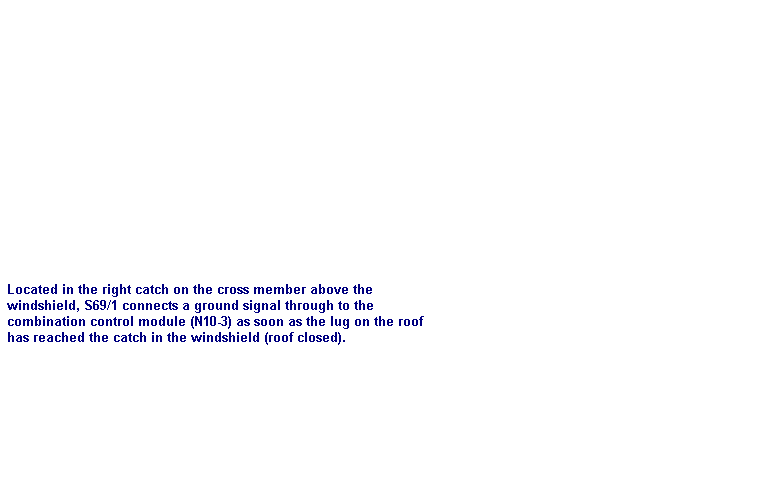 Located in the right catch on the cross member above the
windshield, S69/1 connects a ground signal through to the
combination control module (N10-3) as soon as the lug on the roof
has reached the catch in the windshield (roof closed).